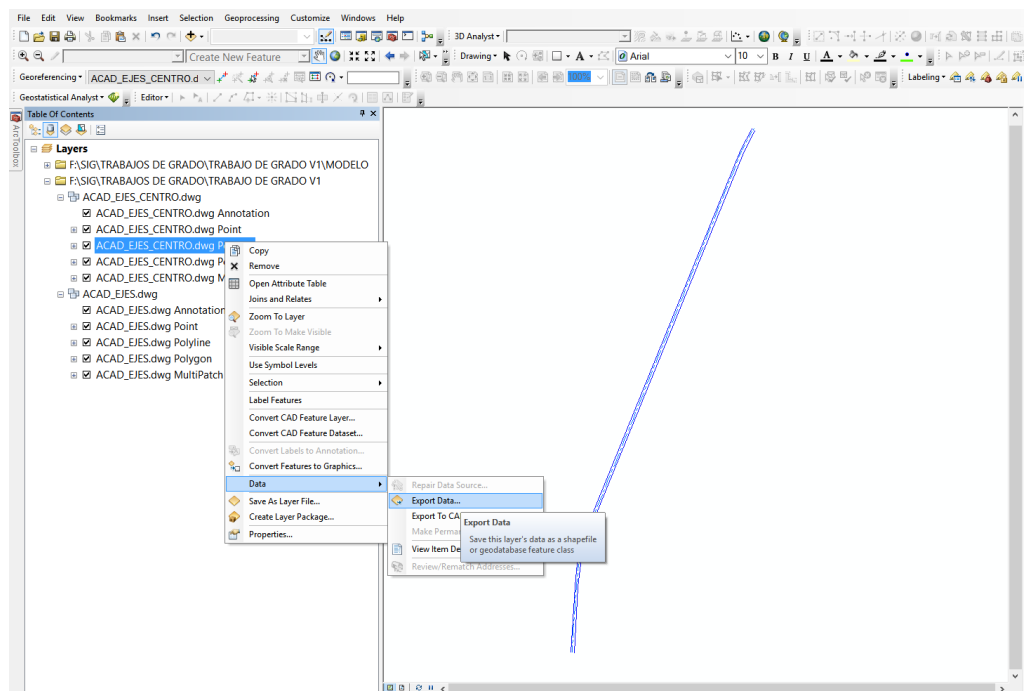 File Edit View Bookmarks Insert Selection Geoprocessing Customize Windows Help
3D Analyst
Create New Feature Drawing Arial 10 B I U A
Georeferencing ACAD_EJES_CENTRO.d 100% Labeling
Geostatistical Analyst Editor
Table Of Contents
ArcToolbox
Layers
F:\SIG\TRABAJOS DE GRADO\TRABAJO DE GRADO V1\MODELO
F:\SIG\TRABAJOS DE GRADO\TRABAJO DE GRADO V1
ACAD_EJES_CENTRO.dwg
ACAD_EJES_CENTRO.dwg Annotation
ACAD_EJES_CENTRO.dwg Point
ACAD_EJES_CENTRO.dwg
ACAD_EJES_CENTRO.dwg
ACAD_EJES_CENTRO.dwg
ACAD_EJES.dwg
ACAD_EJES.dwg Annotation
ACAD_EJES.dwg Point
ACAD_EJES.dwg Polyline
ACAD_EJES.dwg Polygon
ACAD_EJES.dwg MultiPatch
Copy
Remove
Open Attribute Table
Joins and Relates
Zoom To Layer
Zoom To Make Visible
Visible Scale Range
Use Symbol Levels
Selection
Label Features
Convert CAD Feature Layer...
Convert CAD Feature Dataset...
Convert Labels to Annotation...
Convert Features to Graphics...
Data
Save As Layer File...
Create Layer Package...
Properties...
Repair Data Source...
Export Data...
Export To CA
Make Perma
View Item De
Review/Rematch Addresses...
Export Data
Save this layer's data as a shapefile
or geodatabase feature class